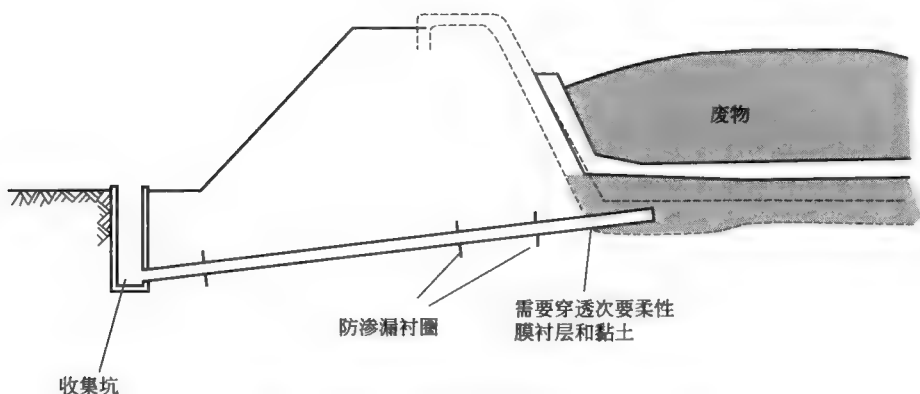 废物
防渗漏衬圈
需要穿透次要柔性
膜衬层和黏土
收集坑